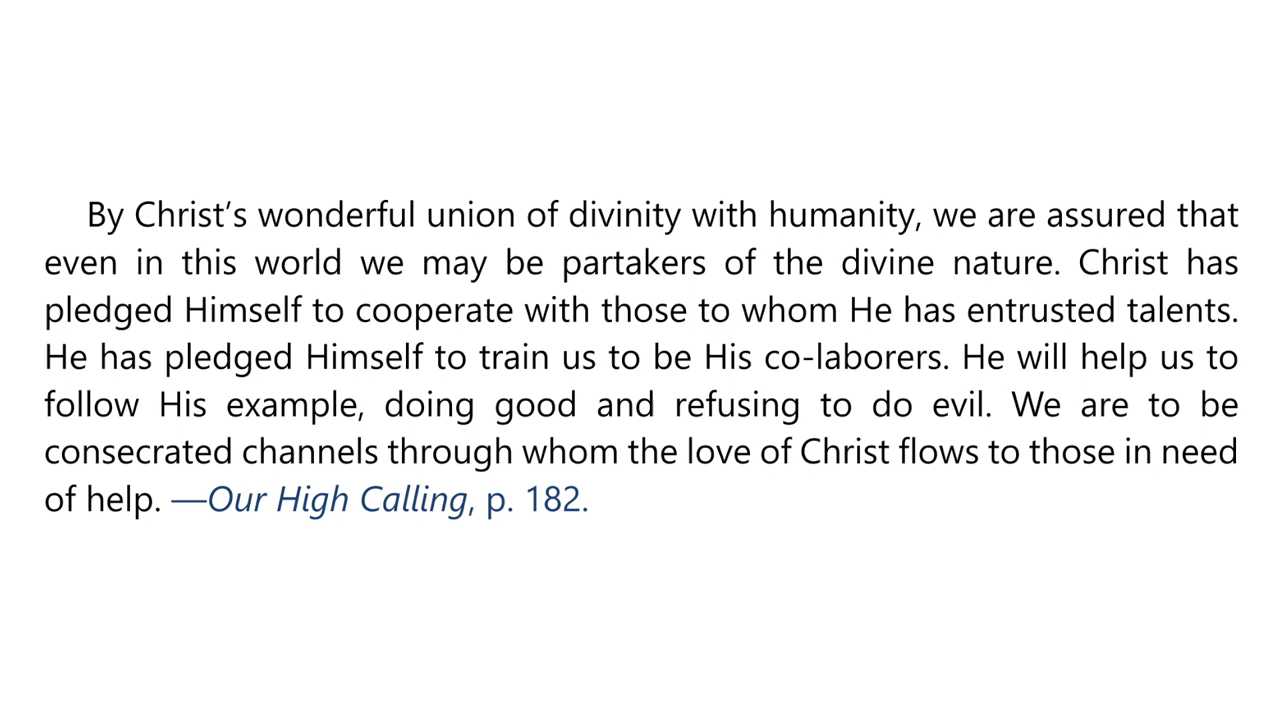 By Christ’s wonderful union of divinity with humanity, we are assured that
even in this world we may be partakers of the divine nature. Christ has
pledged Himself to cooperate with those to whom He has entrusted talents.
He has pledged Himself to train us to be His co-laborers. He will help us to
follow His example, doing good and refusing to do evil. We are to be
consecrated channels through whom the love of Christ flows to those in need
of help. —Our High Calling, p. 182.